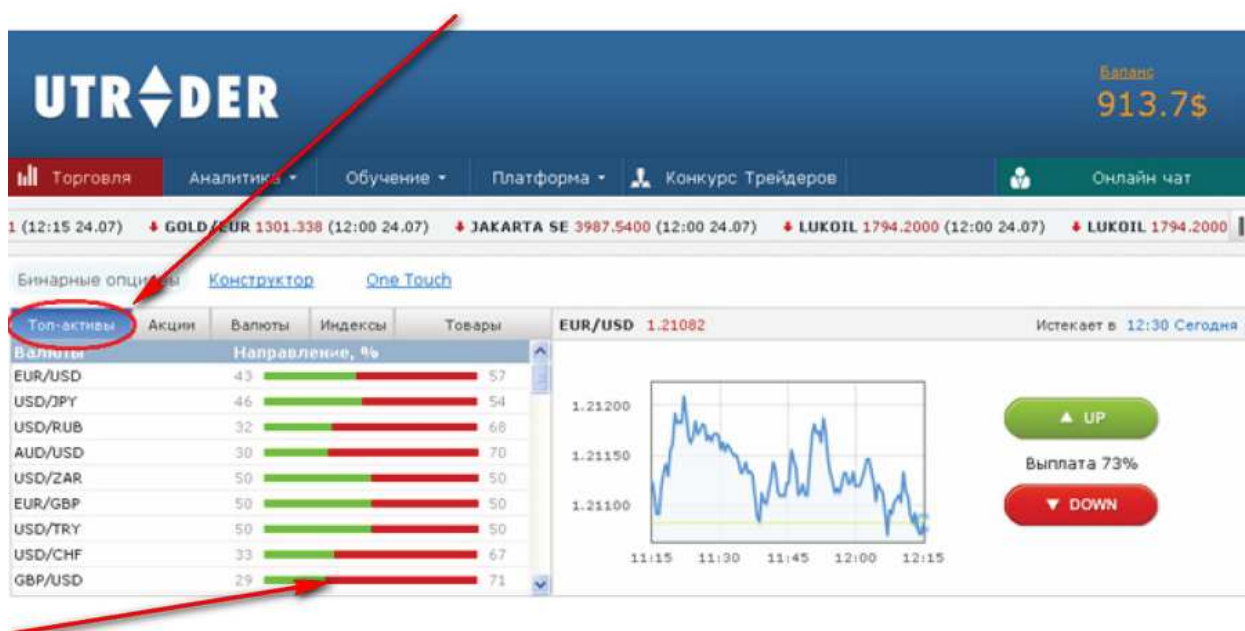 UTRADER
Баланс
913.7$
Торговля Аналитика Обучение Платформа Конкурс Трейдеров Онлайн чат
1 (12:15 24.07) GOLD/EUR 1301.338 (12:00 24.07) JAKARTA SE 3987.5400 (12:00 24.07) LUKOIL 1794.2000 (12:00 24.07) LUKOIL 1794.2000
Бинарные опционы Конструктор One Touch
Топ-активы Акции Валюты Индексы Товары
EUR/USD 1.21082 Истекает в 12:30 Сегодня
Валюты Направление, %
EUR/USD 43 57
USD/JPY 46 54
USD/RUB 32 68
AUD/USD 30 70
USD/ZAR 50 50
EUR/GBP 50 50
USD/TRY 50 50
USD/CHF 33 67
GBP/USD 29 71
1.21200
1.21150
1.21100
11:15 11:30 11:45 12:00 12:15
UP
Выплата 73%
DOWN